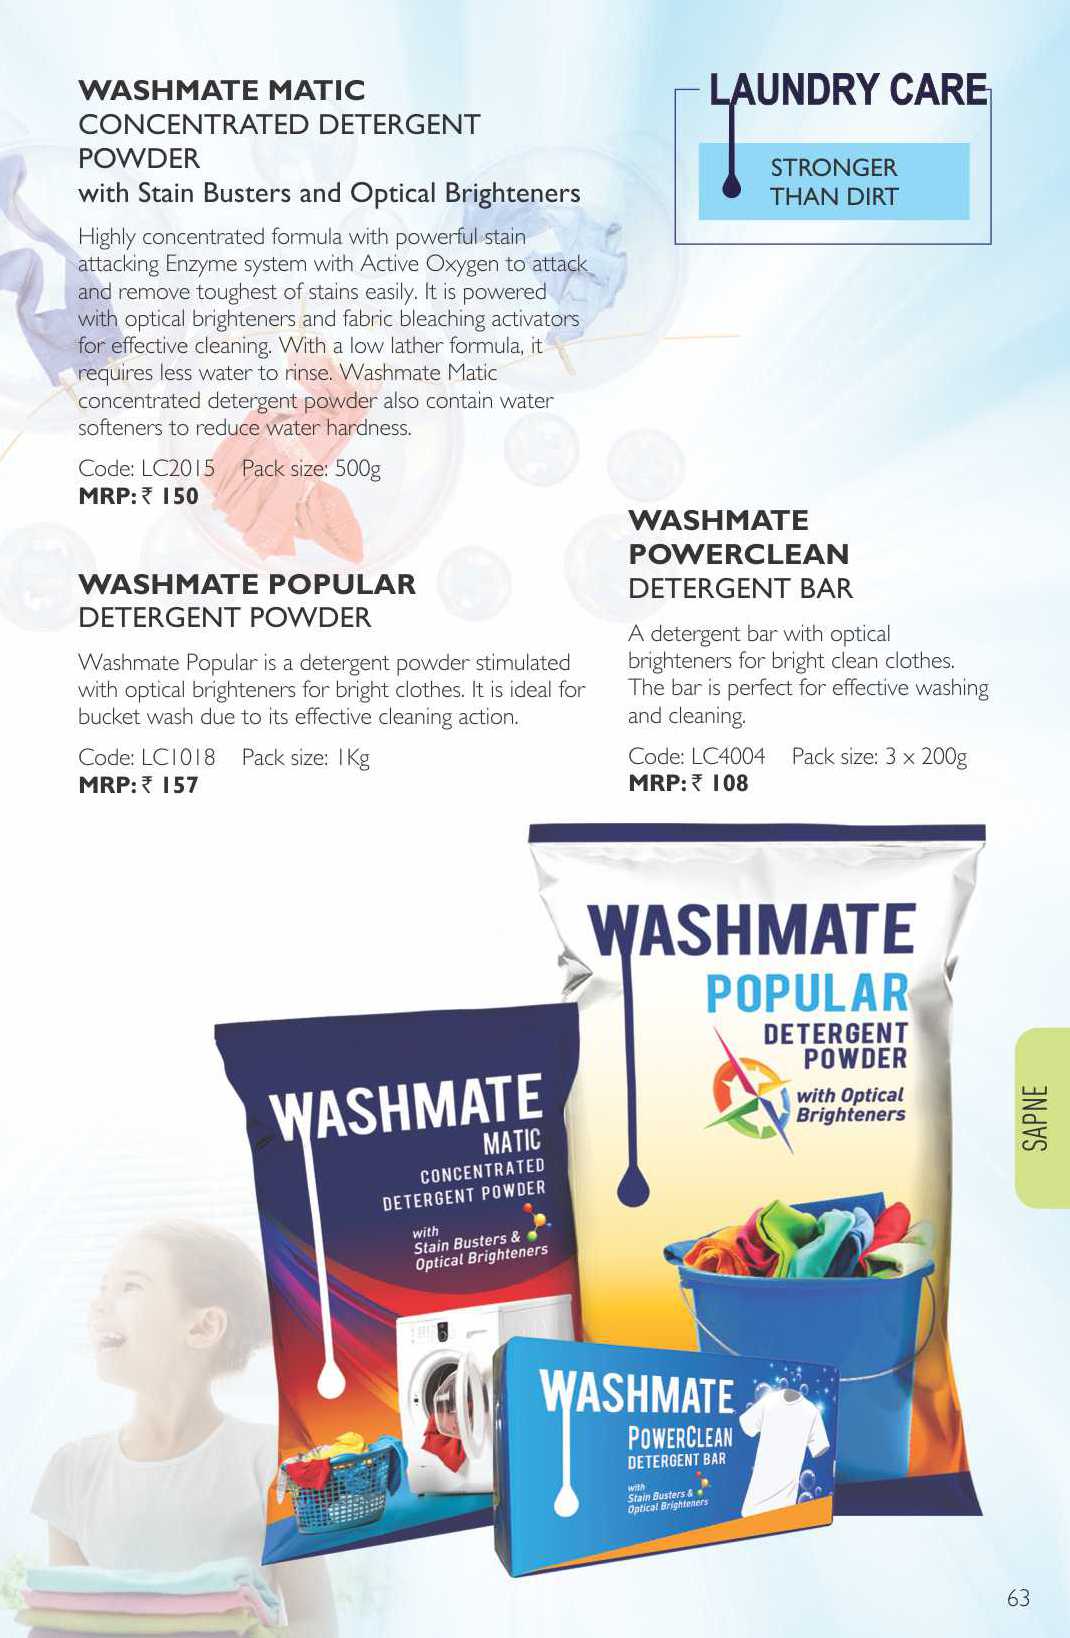 WASHMATE MATIC
CONCENTRATED DETERGENT
POWDER
with Stain Busters and Optical Brighteners
Highly concentrated formula with powerful stain
attacking Enzyme system with Active Oxygen to attack
and remove toughest of stains easily. It is powered
with optical brighteners and fabric bleaching activators
for effective cleaning. With a low lather formula, it
requires less water to rinse. Washmate Matic
concentrated detergent powder also contain water
softeners to reduce water hardness.
Code: LC2015 Pack size: 500g
MRP: ₹ 150
LAUNDRY CARE
STRONGER
THAN DIRT
WASHMATE POPULAR
DETERGENT POWDER
Washmate Popular is a detergent powder stimulated
with optical brighteners for bright clothes. It is ideal for
bucket wash due to its effective cleaning action.
Code: LC1018 Pack size: 1Kg
MRP: ₹ 157
WASHMATE
POWERCLEAN
DETERGENT BAR
A detergent bar with optical
brighteners for bright clean clothes.
The bar is perfect for effective washing
and cleaning.
Code: LC4004 Pack size: 3 x 200g
MRP: ₹ 108
WASHMATE
POPULAR
DETERGENT
POWDER
with Optical
Brighteners
WASHMATE
MATIC
CONCENTRATED
DETERGENT POWDER
with
Stain Busters &
Optical Brighteners
WASHMATE
POWERCLEAN
DETERGENT BAR
with
Stain Busters &
Optical Brighteners
SAPNE
63